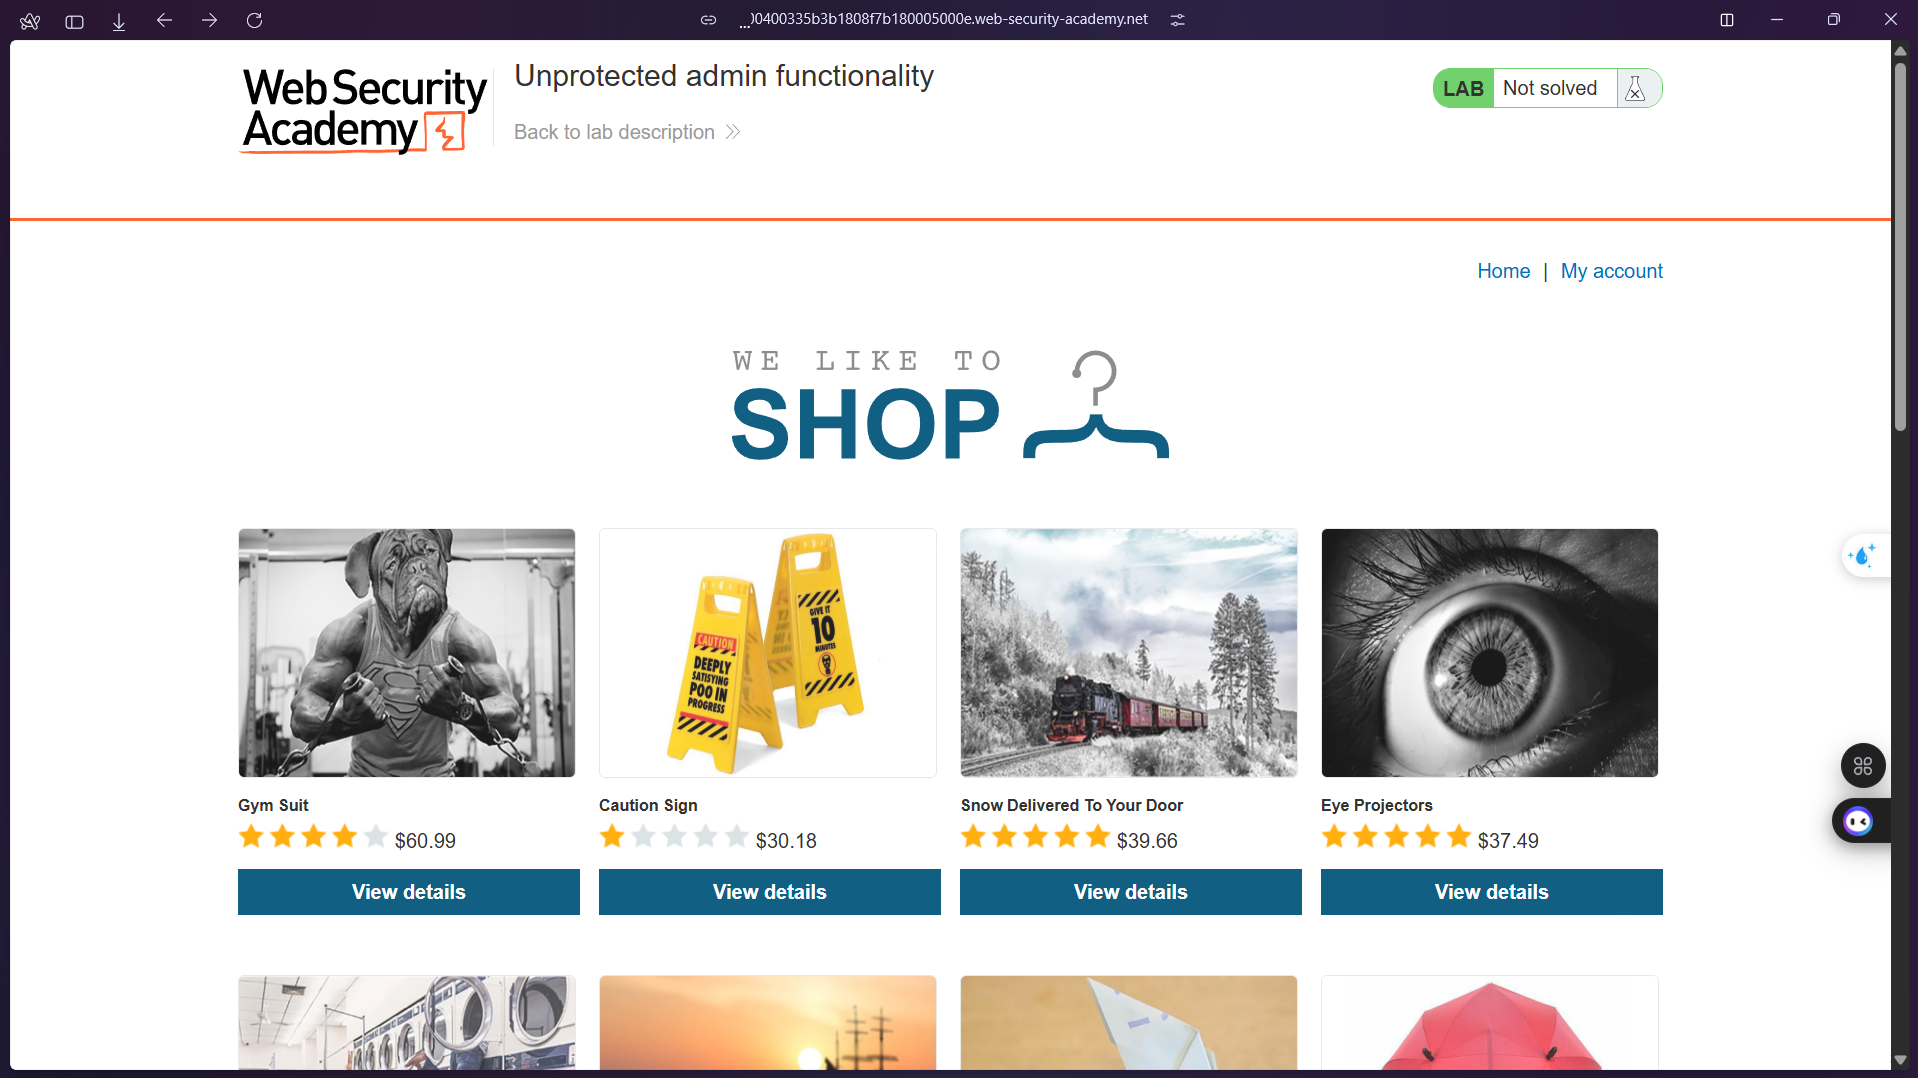 ...)0400335b3b1808f7b180005000e.web-security-academy.net
Web Security
Academy
Unprotected admin functionality
Back to lab description
LAB Not solved
Home | My account
WE LIKE TO
SHOP
CAUTION
DEEPLY
SATISFYING
POO IN
PROGRESS
GIVE IT
10
MINUTES
Gym Suit
$60.99
View details
Caution Sign
$30.18
View details
Snow Delivered To Your Door
$39.66
View details
Eye Projectors
$37.49
View details